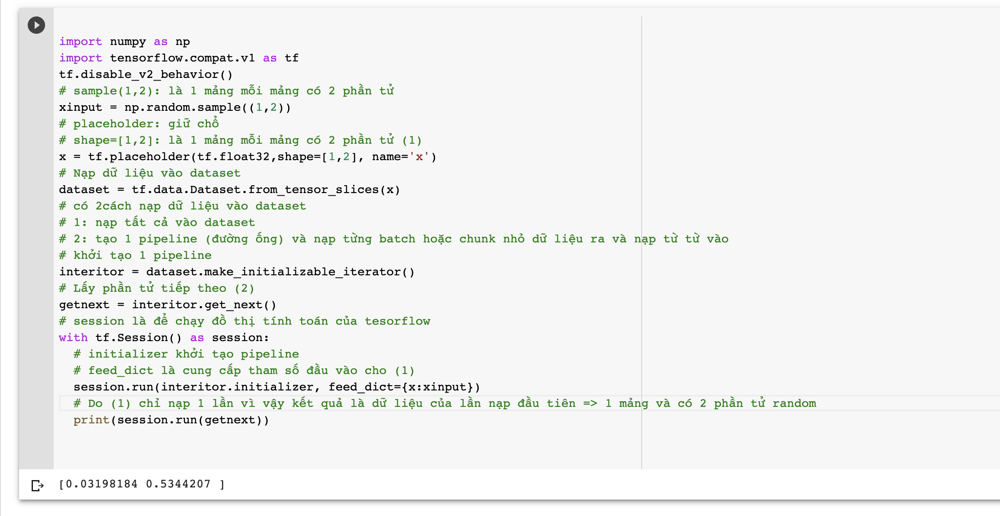 import numpy as np
import tensorflow.compat.v1 as tf
tf.disable_v2_behavior()
# sample(1,2): là 1 mảng mỗi mảng có 2 phần tử
xinput = np.random.sample((1,2))
# placeholder: giữ chổ
# shape=[1,2]: là 1 mảng mỗi mảng có 2 phần tử (1)
x = tf.placeholder(tf.float32,shape=[1,2], name='x')
# Nạp dữ liệu vào dataset
dataset = tf.data.Dataset.from_tensor_slices(x)
# có 2cách nạp dữ liệu vào dataset
# 1: nạp tất cả vào dataset
# 2: tạo 1 pipeline (đường ống) và nạp từng batch hoặc chunk nhỏ dữ liệu ra và nạp từ từ vào
# khởi tạo 1 pipeline
interitor = dataset.make_initializable_iterator()
# Lấy phần tử tiếp theo (2)
getnext = interitor.get_next()
# session là để chạy đồ thị tính toán của tesorflow
with tf.Session() as session:
  # initializer khởi tạo pipeline
  # feed_dict là cung cấp tham số đầu vào cho (1)
  session.run(interitor.initializer, feed_dict={x:xinput})
  # Do (1) chỉ nạp 1 lần vì vậy kết quả là dữ liệu của lần nạp đầu tiên => 1 mảng và có 2 phần tử random
  print(session.run(getnext))
[0.03198184 0.5344207 ]